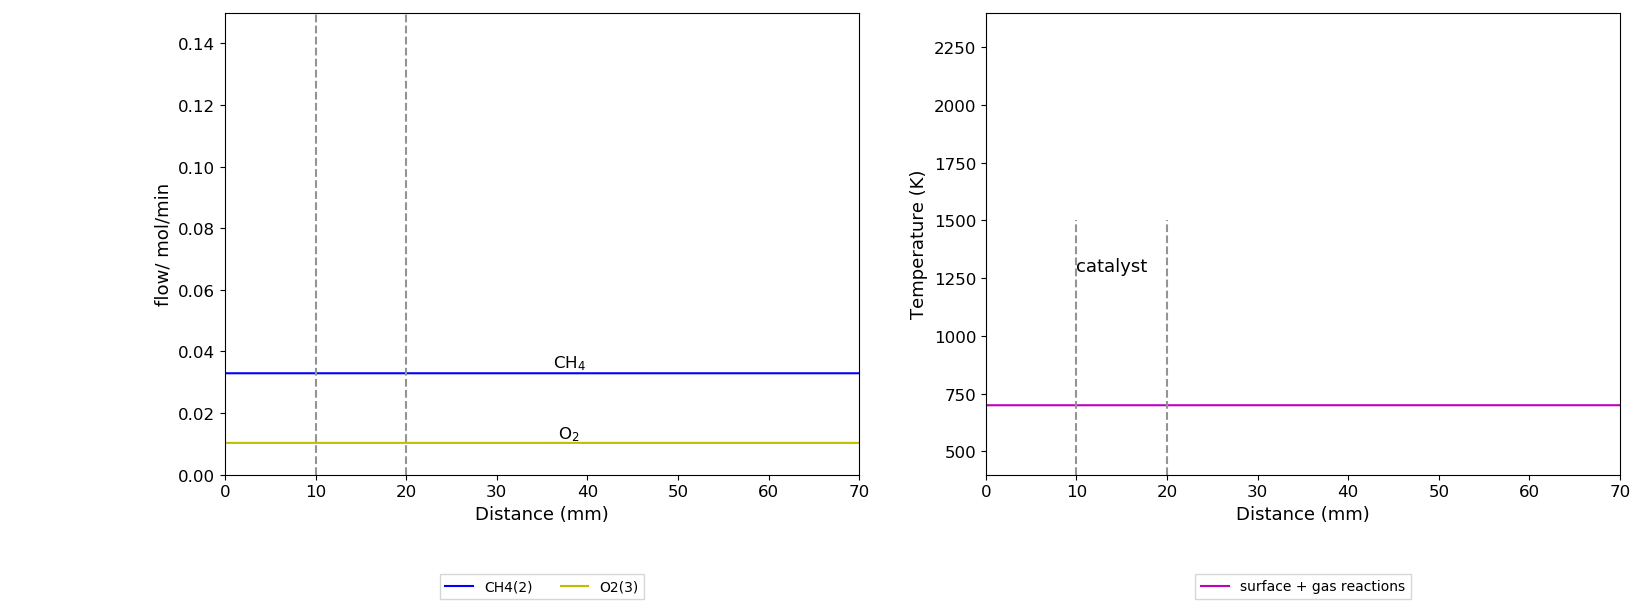 0.14
0.12
0.10
0.08
0.06
0.04
0.02
0.00
flow/ mol/min
CH₄
O₂
0 10 20 30 40 50 60 70
Distance (mm)
CH4(2) O2(3)
2250
2000
1750
1500
1250
1000
750
500
Temperature (K)
catalyst
0 10 20 30 40 50 60 70
Distance (mm)
surface + gas reactions